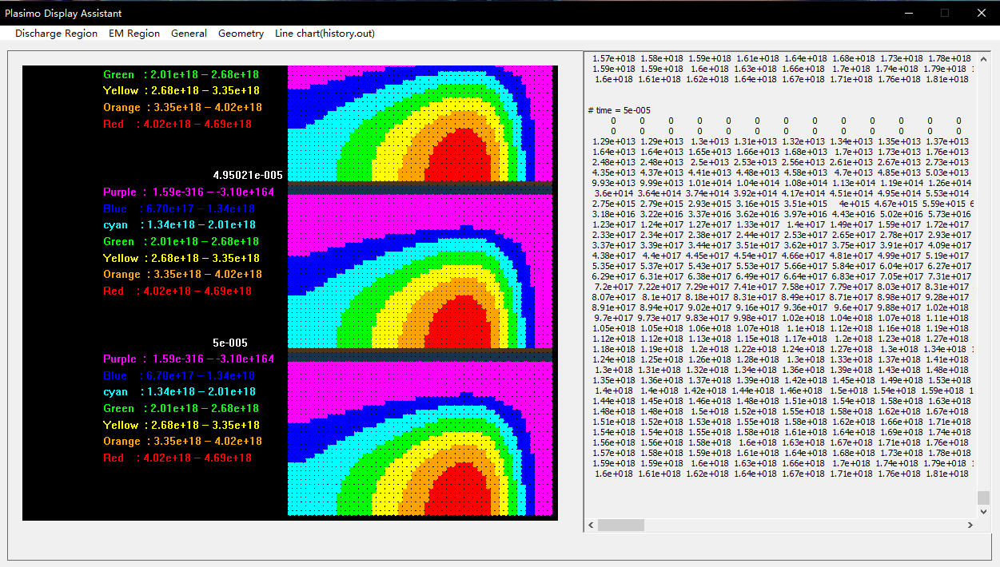 Plasimo Display Assistant
Discharge Region EM Region General Geometry Line chart(history.out)
Green : 2.01e+18 – 2.68e+18
Yellow : 2.68e+18 – 3.35e+18
Orange : 3.35e+18 – 4.02e+18
Red : 4.02e+18 – 4.69e+18
4.95021e-005
Purple : 1.59e-316 – -3.10e+164
Blue : 6.70e+17 – 1.34e+18
cyan : 1.34e+18 – 2.01e+18
Green : 2.01e+18 – 2.68e+18
Yellow : 2.68e+18 – 3.35e+18
Orange : 3.35e+18 – 4.02e+18
Red : 4.02e+18 – 4.69e+18
5e-005
Purple : 1.59e-316 – -3.10e+164
Blue : 6.70e+17 – 1.34e+18
cyan : 1.34e+18 – 2.01e+18
Green : 2.01e+18 – 2.68e+18
Yellow : 2.68e+18 – 3.35e+18
Orange : 3.35e+18 – 4.02e+18
Red : 4.02e+18 – 4.69e+18
1.57e+018 1.58e+018 1.59e+018 1.61e+018 1.64e+018 1.68e+018 1.73e+018 1.78e+018
1.59e+018 1.59e+018 1.6e+018 1.63e+018 1.66e+018 1.7e+018 1.74e+018 1.79e+018 1
1.6e+018 1.61e+018 1.62e+018 1.64e+018 1.67e+018 1.71e+018 1.76e+018 1.81e+018
# time = 5e-005
0 0 0 0 0 0 0 0 0 0 0 0 0
0 0 0 0 0 0 0 0 0 0 0 0 0
1.29e+013 1.29e+013 1.3e+013 1.31e+013 1.32e+013 1.34e+013 1.35e+013 1.37e+013
1.64e+013 1.64e+013 1.65e+013 1.66e+013 1.68e+013 1.7e+013 1.73e+013 1.76e+013
2.48e+013 2.48e+013 2.5e+013 2.53e+013 2.56e+013 2.61e+013 2.67e+013 2.73e+013
4.35e+013 4.37e+013 4.41e+013 4.48e+013 4.58e+013 4.7e+013 4.85e+013 5.03e+013
9.93e+013 9.99e+013 1.01e+014 1.04e+014 1.08e+014 1.13e+014 1.19e+014 1.26e+014
3.6e+014 3.64e+014 3.74e+014 3.92e+014 4.17e+014 4.51e+014 4.95e+014 5.53e+014
2.75e+015 2.79e+015 2.93e+015 3.16e+015 3.51e+015 4e+015 4.67e+015 5.59e+015 6
3.18e+016 3.22e+016 3.37e+016 3.62e+016 3.97e+016 4.43e+016 5.02e+016 5.73e+016
1.23e+017 1.24e+017 1.27e+017 1.33e+017 1.4e+017 1.49e+017 1.59e+017 1.72e+017
2.33e+017 2.34e+017 2.38e+017 2.44e+017 2.53e+017 2.65e+017 2.78e+017 2.93e+017
3.37e+017 3.39e+017 3.44e+017 3.51e+017 3.62e+017 3.75e+017 3.91e+017 4.09e+017
4.38e+017 4.4e+017 4.45e+017 4.54e+017 4.66e+017 4.81e+017 4.99e+017 5.19e+017
5.35e+017 5.37e+017 5.43e+017 5.53e+017 5.66e+017 5.84e+017 6.04e+017 6.27e+017
6.29e+017 6.31e+017 6.38e+017 6.49e+017 6.64e+017 6.83e+017 7.05e+017 7.31e+017
7.2e+017 7.22e+017 7.29e+017 7.41e+017 7.58e+017 7.79e+017 8.03e+017 8.31e+017
8.07e+017 8.1e+017 8.18e+017 8.31e+017 8.49e+017 8.71e+017 8.98e+017 9.28e+017
8.91e+017 8.94e+017 9.02e+017 9.16e+017 9.36e+017 9.6e+017 9.88e+017 1.02e+018
9.7e+017 9.73e+017 9.83e+017 9.98e+017 1.02e+018 1.04e+018 1.07e+018 1.11e+018
1.05e+018 1.05e+018 1.06e+018 1.07e+018 1.1e+018 1.12e+018 1.16e+018 1.19e+018
1.12e+018 1.12e+018 1.13e+018 1.15e+018 1.17e+018 1.2e+018 1.23e+018 1.27e+018
1.18e+018 1.19e+018 1.2e+018 1.22e+018 1.24e+018 1.27e+018 1.3e+018 1.34e+018 1
1.24e+018 1.25e+018 1.26e+018 1.28e+018 1.3e+018 1.33e+018 1.37e+018 1.41e+018
1.3e+018 1.31e+018 1.32e+018 1.34e+018 1.36e+018 1.39e+018 1.43e+018 1.48e+018
1.35e+018 1.36e+018 1.37e+018 1.39e+018 1.42e+018 1.45e+018 1.49e+018 1.53e+018
1.4e+018 1.4e+018 1.42e+018 1.44e+018 1.46e+018 1.5e+018 1.54e+018 1.59e+018 1
1.44e+018 1.45e+018 1.46e+018 1.48e+018 1.51e+018 1.54e+018 1.58e+018 1.63e+018
1.48e+018 1.48e+018 1.5e+018 1.52e+018 1.55e+018 1.58e+018 1.62e+018 1.67e+018
1.51e+018 1.52e+018 1.53e+018 1.55e+018 1.58e+018 1.62e+018 1.66e+018 1.71e+018
1.54e+018 1.54e+018 1.55e+018 1.58e+018 1.61e+018 1.64e+018 1.69e+018 1.74e+018
1.56e+018 1.56e+018 1.58e+018 1.6e+018 1.63e+018 1.67e+018 1.71e+018 1.76e+018
1.57e+018 1.58e+018 1.59e+018 1.61e+018 1.64e+018 1.68e+018 1.73e+018 1.78e+018
1.59e+018 1.59e+018 1.6e+018 1.63e+018 1.66e+018 1.7e+018 1.74e+018 1.79e+018 1
1.6e+018 1.61e+018 1.62e+018 1.64e+018 1.67e+018 1.71e+018 1.76e+018 1.81e+018